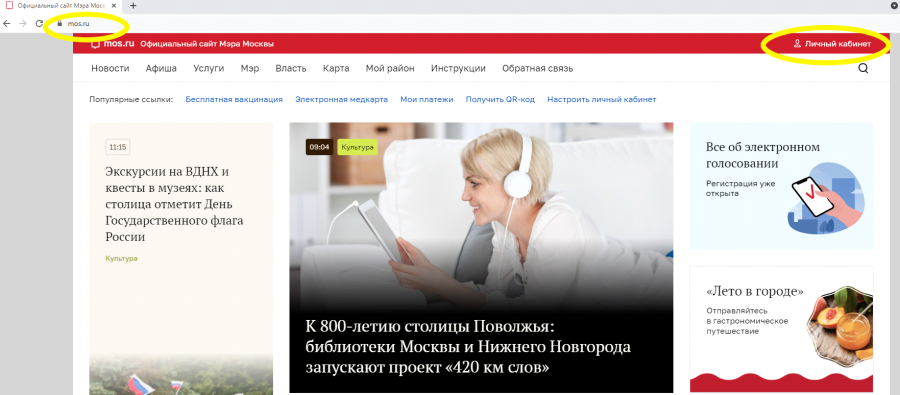 Официальный сайт Мэра Моск
mos.ru
mos.ru Официальный сайт Мэра Москвы
Личный кабинет
Новости Афиша Услуги Мэр Власть Карта Мой район Инструкции Обратная связь
Популярные ссылки: Бесплатная вакцинация Электронная медкарта Мои платежи Получить QR-код Настроить личный кабинет
11:15
Экскурсии на ВДНХ и
квесты в музеях: как
столица отметит День
Государственного флага
России
Культура
09:04 Культура
К 800-летию столицы Поволжья:
библиотеки Москвы и Нижнего Новгорода
запускают проект «420 км слов»
Все об электронном
голосовании
Регистрация уже
открыта
«Лето в городе»
Отправляйтесь
в гастрономическое
путешествие